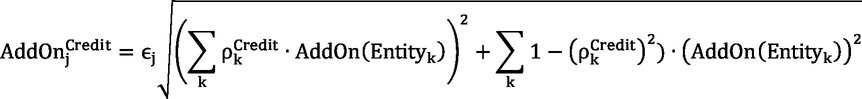 AddOn_j^Credit = ϵ_j √((∑_k ρ_k^Credit · AddOn(Entity_k))^2 + ∑_k 1 − (ρ_k^Credit)^2) · (AddOn(Entity_k))^2